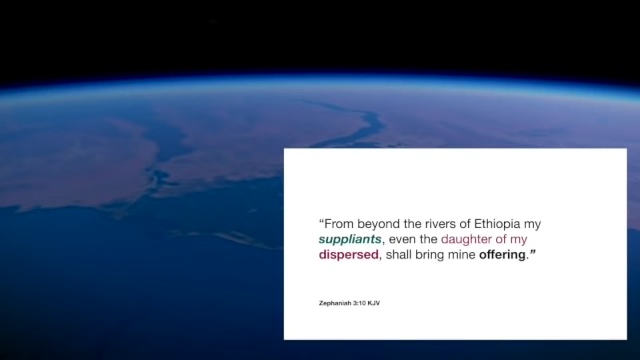 “From beyond the rivers of Ethiopia my
suppliants, even the daughter of my
dispersed, shall bring mine offering.”
Zephaniah 3:10 KJV